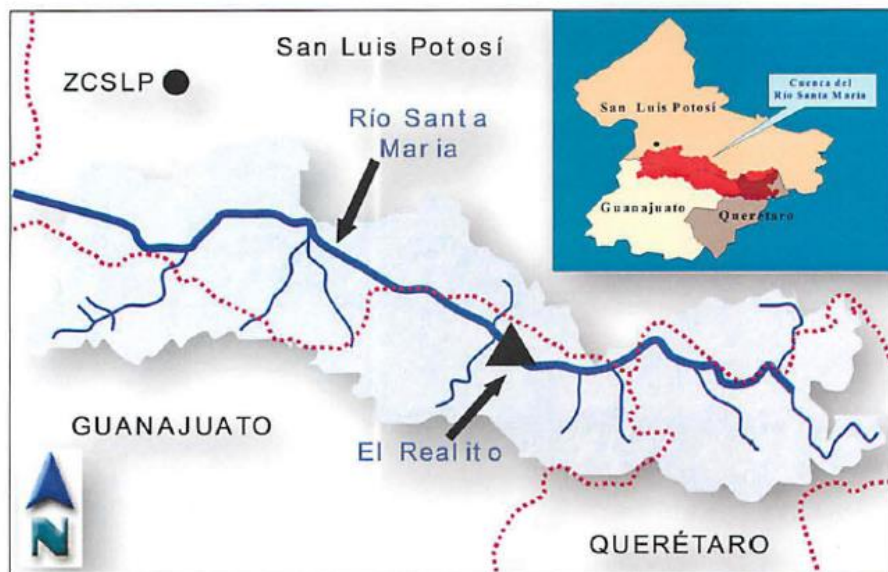 San Luis Potosí
ZCSLP
Río Santa
Maria
El Realito
GUANAJUATO
QUERÉTARO
N
Cuenca del
Río Santa María
San Luis Potosí
Guanajuato
Querétaro